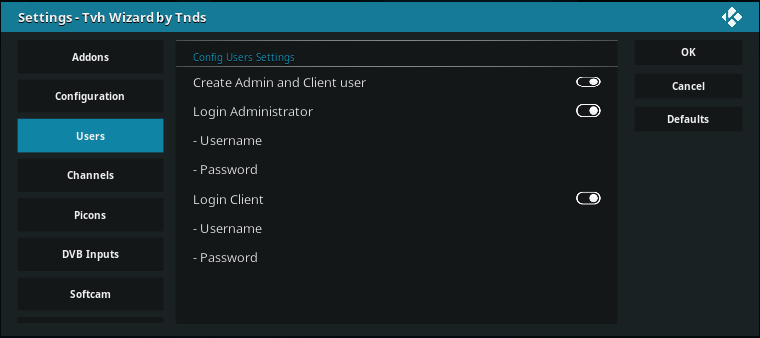 Settings - Tvh Wizard by Tnds
Addons
Configuration
Users
Channels
Picons
DVB Inputs
Softcam
Config Users Settings
Create Admin and Client user
Login Administrator
- Username
- Password
Login Client
- Username
- Password
OK
Cancel
Defaults